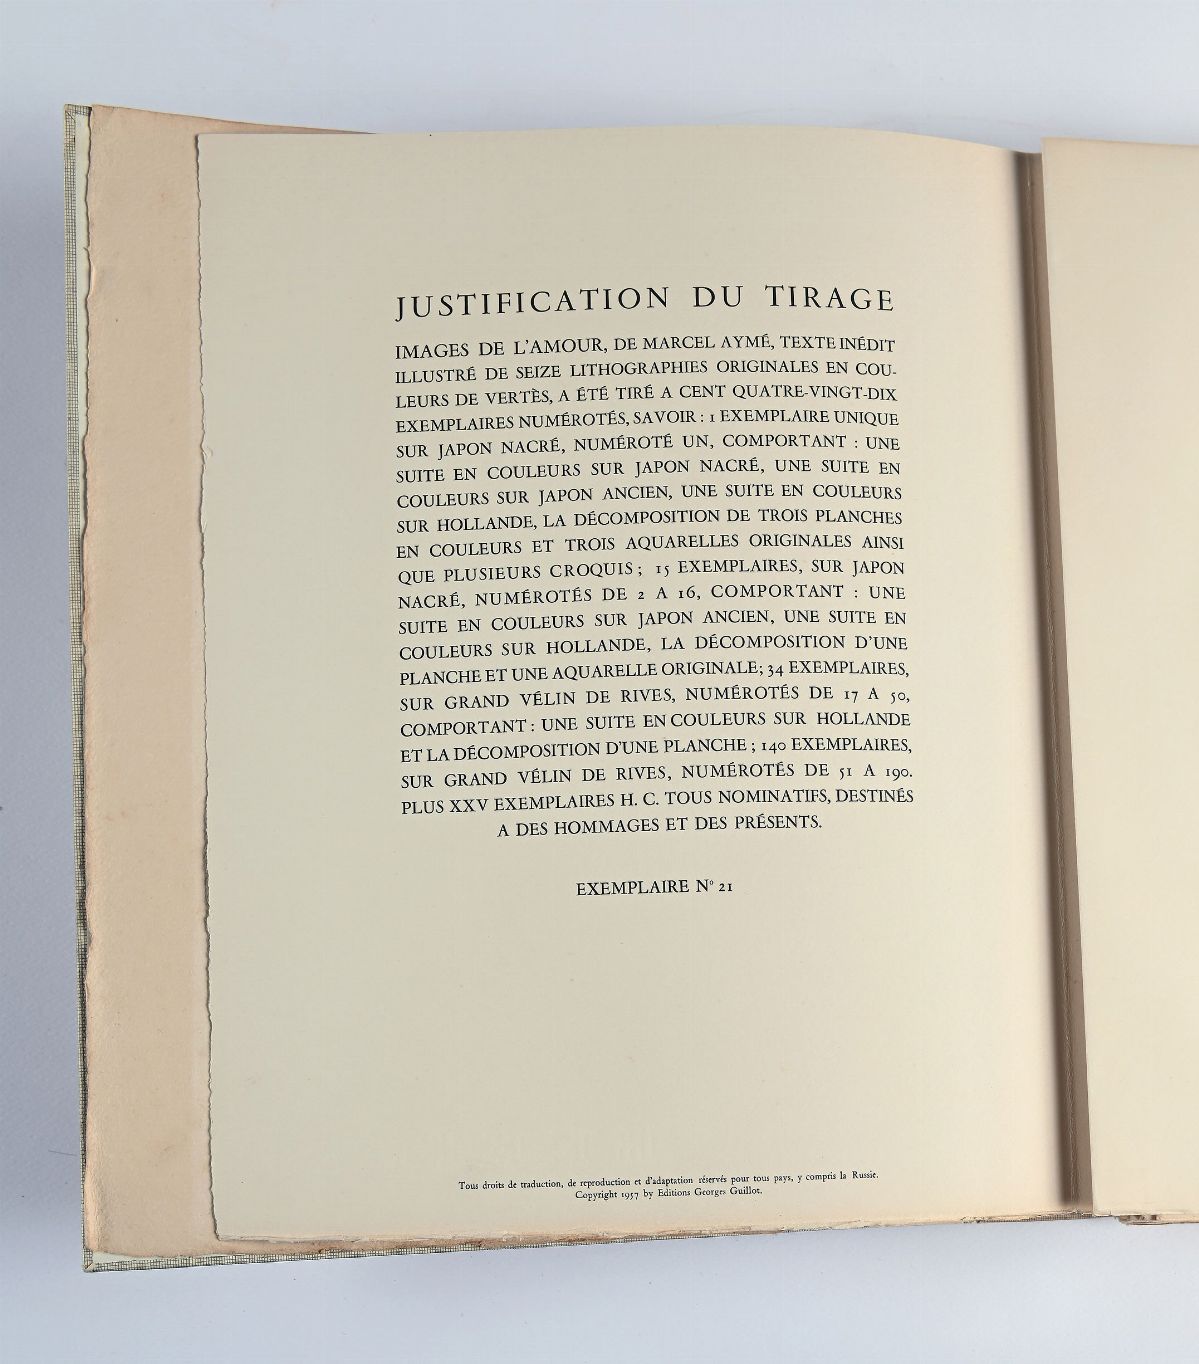 JUSTIFICATION DU TIRAGE
IMAGES DE L'AMOUR, DE MARCEL AYMÉ, TEXTE INÉDIT
ILLUSTRÉ DE SEIZE LITHOGRAPHIES ORIGINALES EN COU-
LEURS DE VERTÈS, A ÉTÉ TIRÉ A CENT QUATRE-VINGT-DIX
EXEMPLAIRES NUMÉROTÉS, SAVOIR : 1 EXEMPLAIRE UNIQUE
SUR JAPON NACRÉ, NUMÉROTÉ UN, COMPORTANT : UNE
SUITE EN COULEURS SUR JAPON NACRÉ, UNE SUITE EN
COULEURS SUR JAPON ANCIEN, UNE SUITE EN COULEURS
SUR HOLLANDE, LA DÉCOMPOSITION DE TROIS PLANCHES
EN COULEURS ET TROIS AQUARELLES ORIGINALES AINSI
QUE PLUSIEURS CROQUIS ; 15 EXEMPLAIRES, SUR JAPON
NACRÉ, NUMÉROTÉS DE 2 A 16, COMPORTANT : UNE
SUITE EN COULEURS SUR JAPON ANCIEN, UNE SUITE EN
COULEURS SUR HOLLANDE, LA DÉCOMPOSITION D'UNE
PLANCHE ET UNE AQUARELLE ORIGINALE ; 34 EXEMPLAIRES,
SUR GRAND VÉLIN DE RIVES, NUMÉROTÉS DE 17 A 50,
COMPORTANT : UNE SUITE EN COULEURS SUR HOLLANDE
ET LA DÉCOMPOSITION D'UNE PLANCHE ; 140 EXEMPLAIRES,
SUR GRAND VÉLIN DE RIVES, NUMÉROTÉS DE 51 A 190.
PLUS XXV EXEMPLAIRES H. C. TOUS NOMINATIFS, DESTINÉS
A DES HOMMAGES ET DES PRÉSENTS.
EXEMPLAIRE N° 21
Tous droits de traduction, de reproduction et d'adaptation réservés pour tous pays, y compris la Russie.
Copyright 1957 by Editions Georges Guillot.